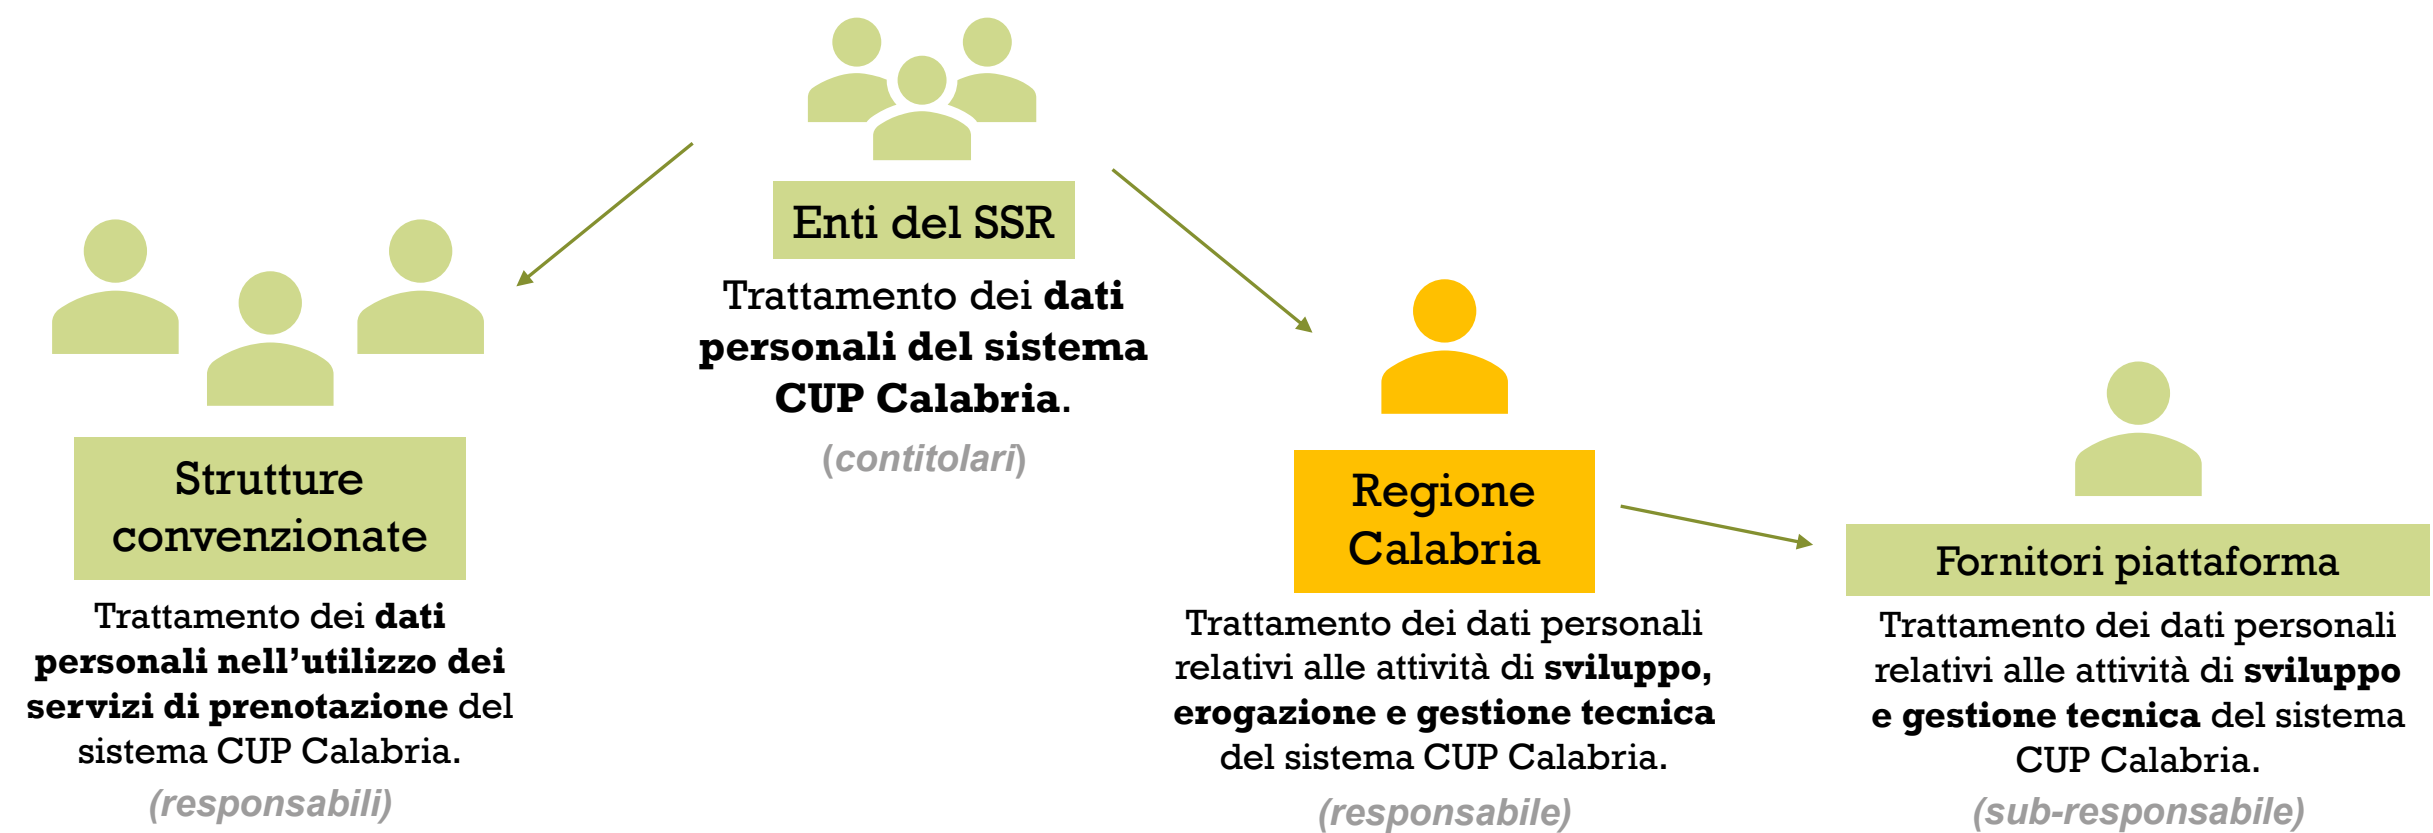 Enti del SSR
Trattamento dei dati
personali del sistema
CUP Calabria.
(contitolari)
Strutture
convenzionate
Trattamento dei dati
personali nell’utilizzo dei
servizi di prenotazione del
sistema CUP Calabria.
(responsabili)
Regione
Calabria
Trattamento dei dati personali
relativi alle attività di sviluppo,
erogazione e gestione tecnica
del sistema CUP Calabria.
(responsabile)
Fornitori piattaforma
Trattamento dei dati personali
relativi alle attività di sviluppo
e gestione tecnica del sistema
CUP Calabria.
(sub-responsabile)